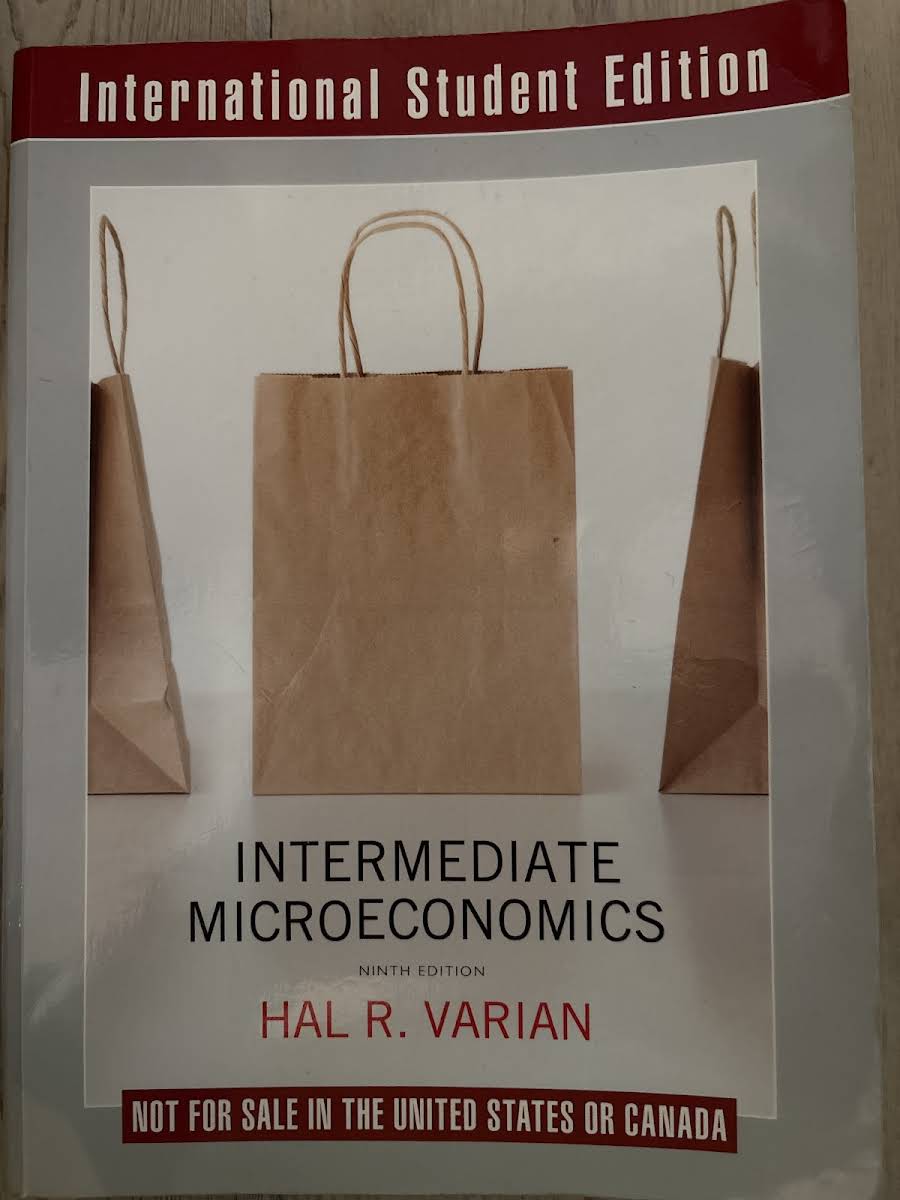 International Student Edition
INTERMEDIATE
MICROECONOMICS
NINTH EDITION
HAL R. VARIAN
NOT FOR SALE IN THE UNITED STATES OR CANADA